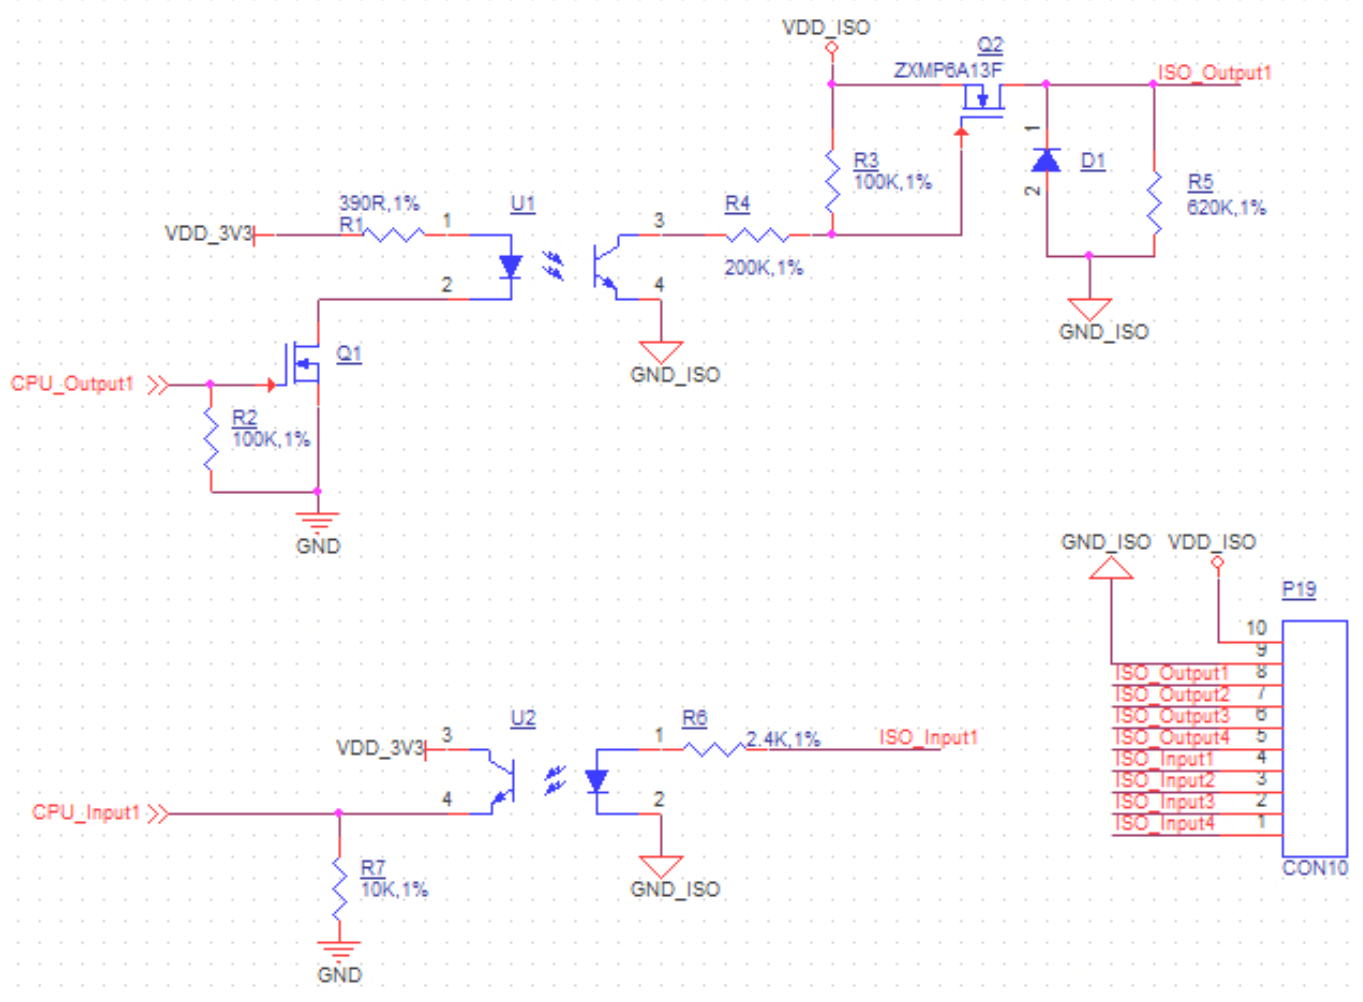 VDD_ISO
Q2
ZXMP6A13F
ISO_Output1
1
D1
2
R3
100K,1%
R5
620K,1%
390R,1%
R1
VDD_3V3
1
U1
3
R4
200K,1%
2
4
GND_ISO
GND_ISO
Q1
CPU_Output1
R2
100K,1%
GND
GND_ISO
VDD_ISO
P19
10
9
ISO_Output1 8
ISO_Output2 7
ISO_Output3 6
ISO_Output4 5
ISO_Input1 4
ISO_Input2 3
ISO_Input3 2
ISO_Input4 1
CON10
VDD_3V3
3
U2
1
R6
2.4K,1%
ISO_Input1
CPU_Input1
4
2
GND_ISO
R7
10K,1%
GND